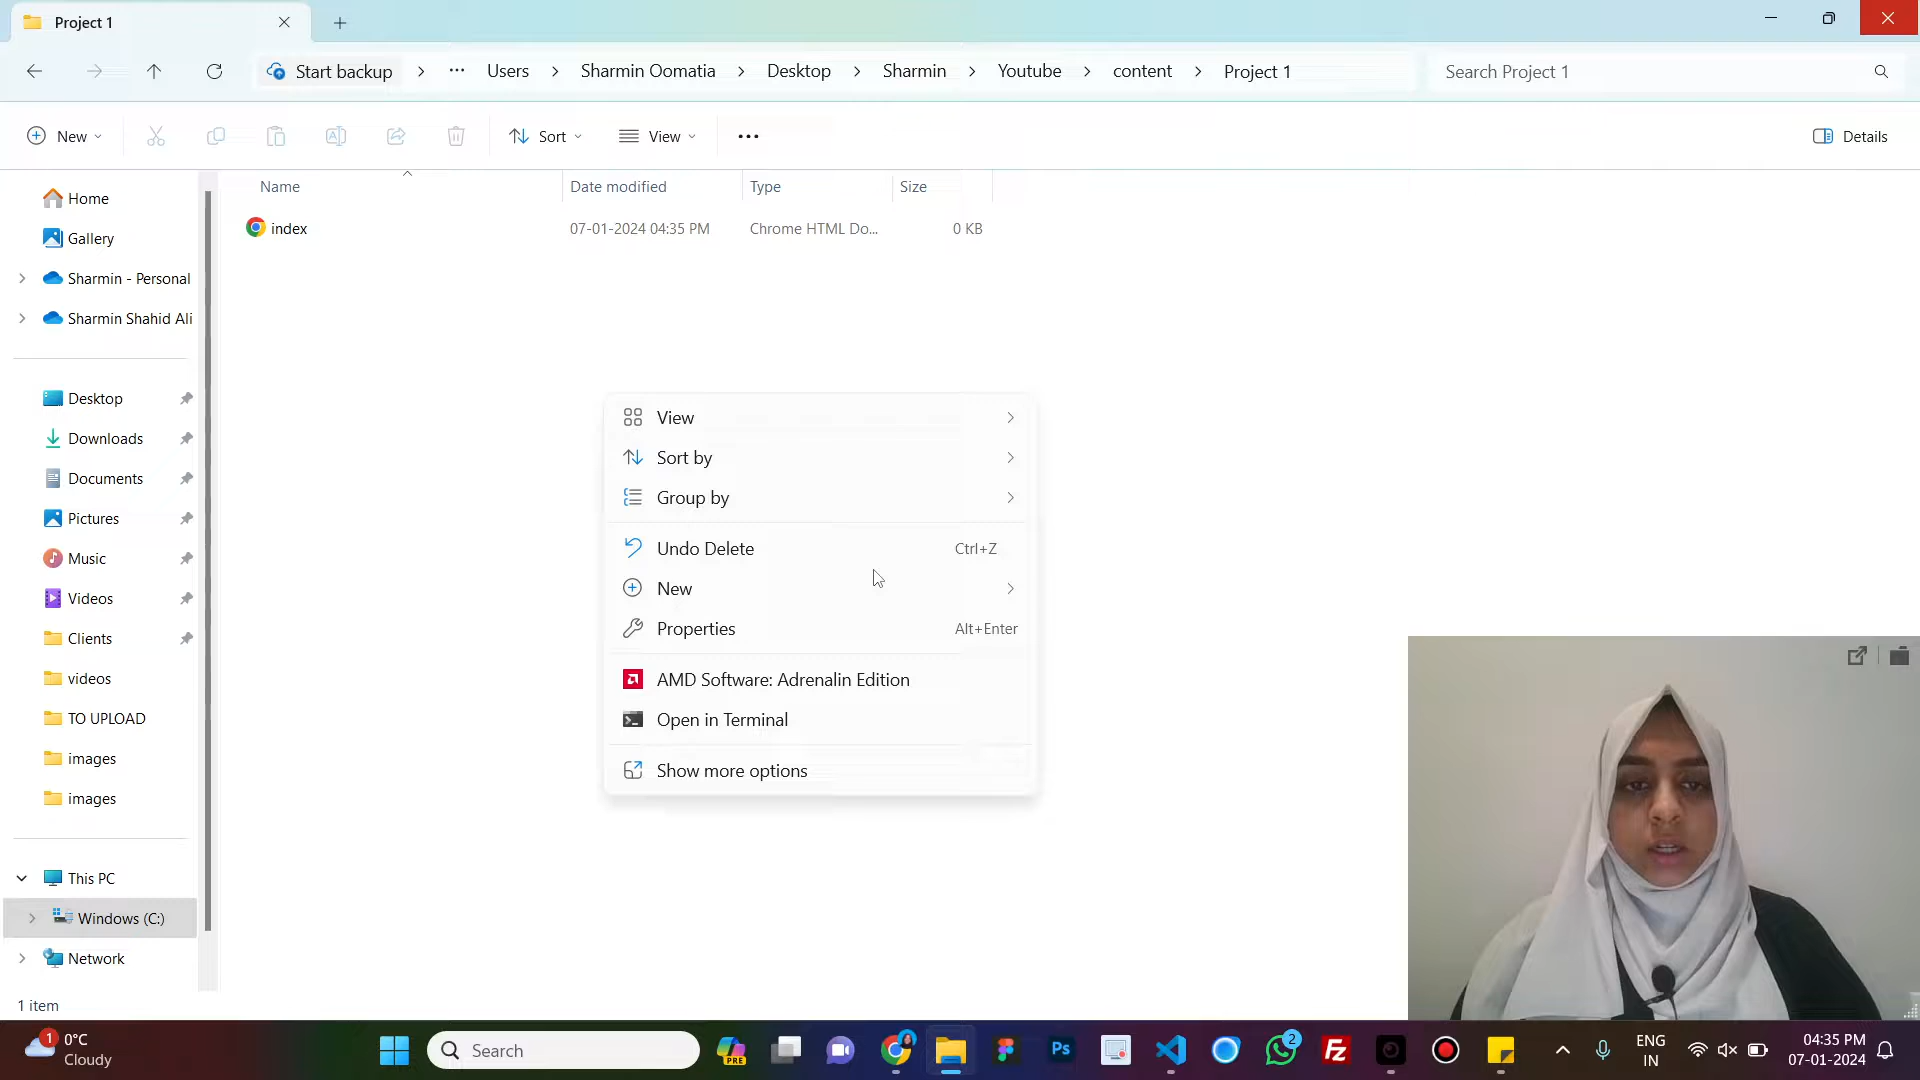 Project 1
Start backup > ... Users > Sharmin Oomatia > Desktop > Sharmin > Youtube > content > Project 1
Search Project 1
New
Sort
View
Details
Name
Date modified
Type
Size
index
07-01-2024 04:35 PM
Chrome HTML Do...
0 KB
Home
Gallery
Sharmin - Personal
Sharmin Shahid Ali
Desktop
Downloads
Documents
Pictures
Music
Videos
Clients
videos
TO UPLOAD
images
images
This PC
Windows (C:)
Network
View
Sort by
Group by
Undo Delete Ctrl+Z
New
Properties Alt+Enter
AMD Software: Adrenalin Edition
Open in Terminal
Show more options
1 item
1
0°C
Cloudy
Search
PRE
Ps
2
Fz
ENG
IN
04:35 PM
07-01-2024